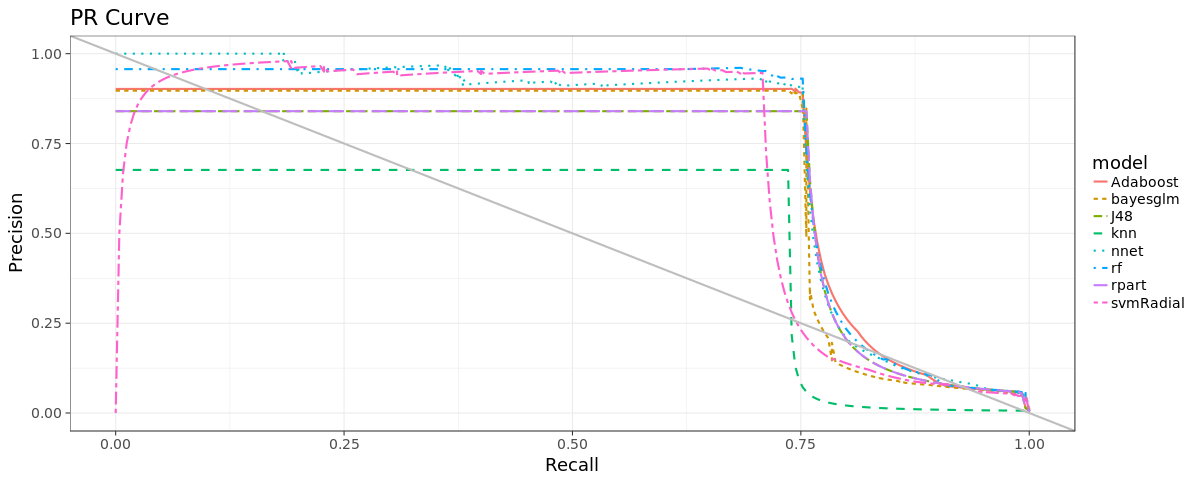 PR Curve
1.00
0.75
0.50
0.25
0.00
Precision
0.00 0.25 0.50 0.75 1.00
Recall
model
Adaboost
bayesglm
J48
knn
nnet
rf
rpart
svmRadial